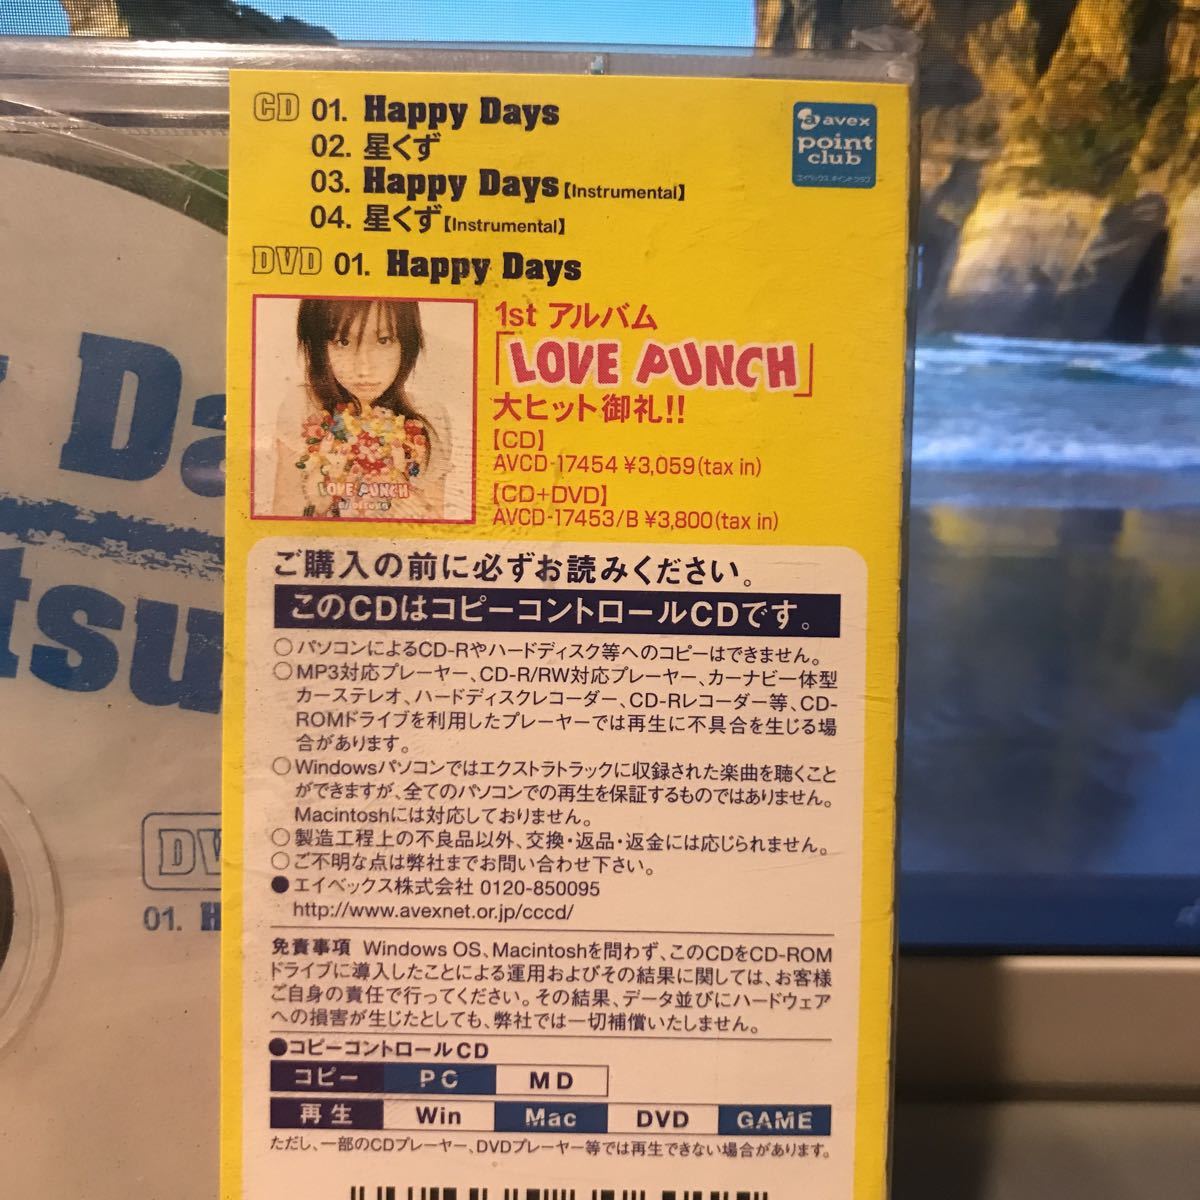 CD 01. Happy Days
02. 星くず
03. Happy Days【Instrumental】
04. 星くず【Instrumental】
DVD 01. Happy Days
avex
point
club
エイベックス ポイントクラブ
1st アルバム
「LOVE PUNCH」
大ヒット御礼!!
【CD】
AVCD-17454 ¥3,059(tax in)
【CD+DVD】
AVCD-17453/B ¥3,800(tax in)
LOVE PUNCH
ご購入の前に必ずお読みください。
このCDはコピーコントロールCDです。
○パソコンによるCD-Rやハードディスク等へのコピーはできません。
○MP3対応プレーヤー、CD-R/RW対応プレーヤー、カーナビ一体型
カーステレオ、ハードディスクレコーダー、CD-Rレコーダー等、CD-
ROMドライブを利用したプレーヤーでは再生に不具合を生じる場
合があります。
○Windowsパソコンではエクストラトラックに収録された楽曲を聴くこと
ができますが、全てのパソコンでの再生を保証するものではありません。
Macintoshには対応しておりません。
○製造工程上の不良品以外、交換・返品・返金には応じられません。
○ご不明な点は弊社までお問い合わせ下さい。
●エイベックス株式会社 0120-850095
http://www.avexnet.or.jp/cccd/
免責事項 Windows OS、Macintoshを問わず、このCDをCD-ROM
ドライブに導入したことによる運用およびその結果に関しては、お客様
ご自身の責任で行ってください。その結果、データ並びにハードウェア
への損害が生じたとしても、弊社では一切補償いたしません。
●コピーコントロールCD
コピー PC MD
再生 Win Mac DVD GAME
ただし、一部のCDプレーヤー、DVDプレーヤー等では再生できない場合があります。
y Da
tsu
DV
01. H